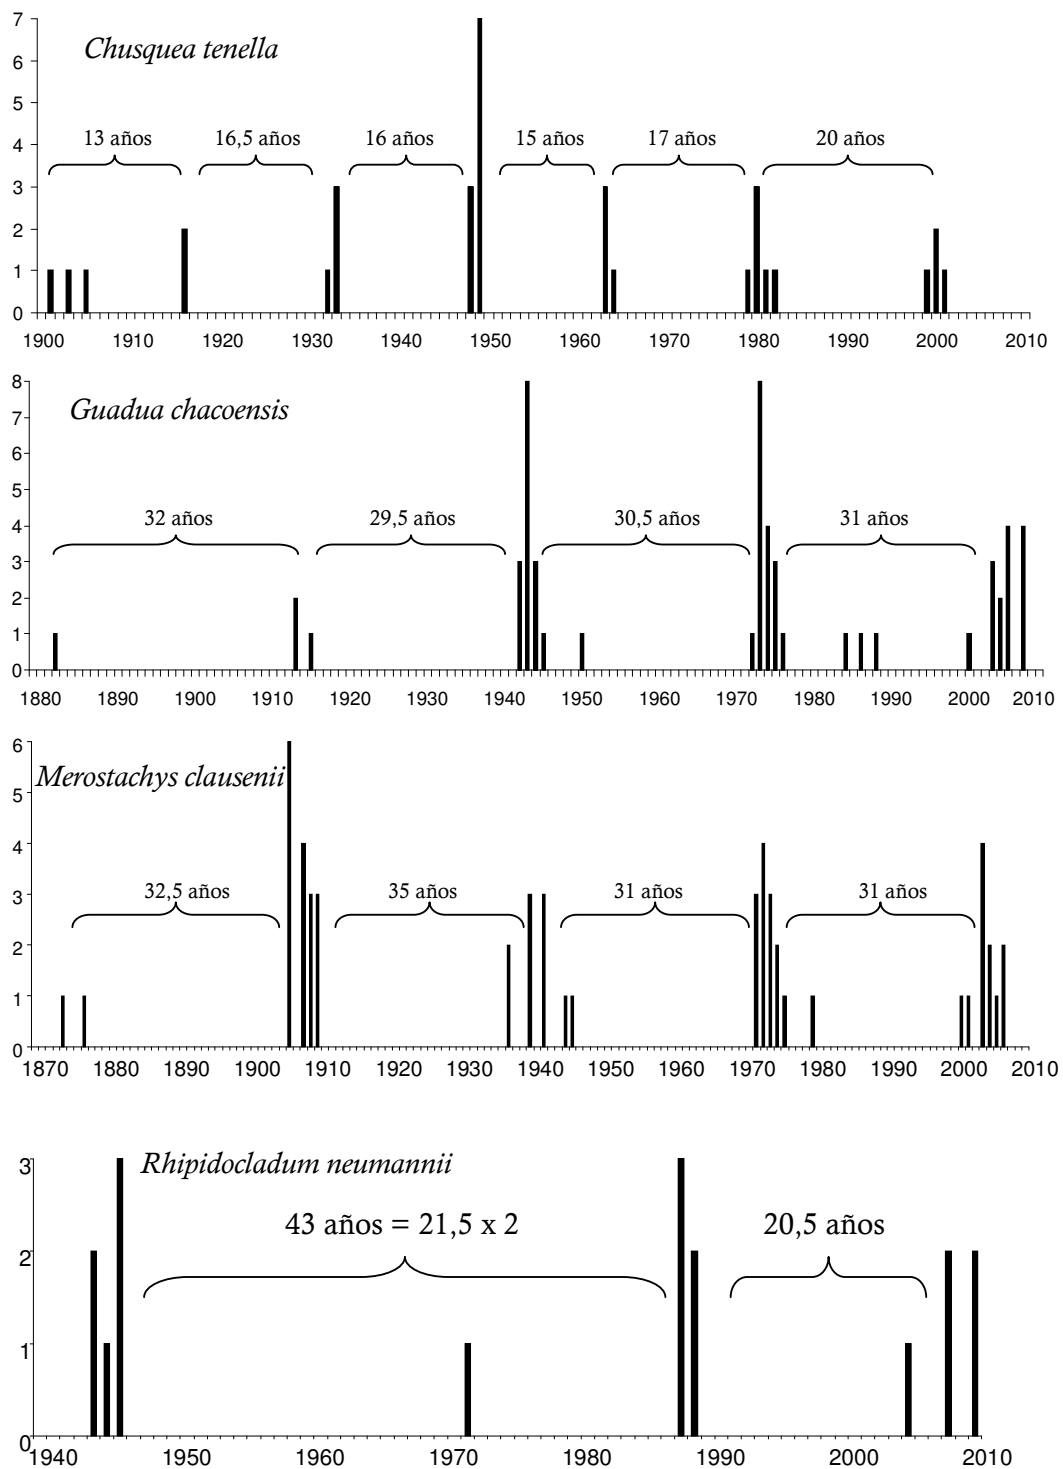 7
Chusquea tenella
6
5
4
13 años 16,5 años 16 años 15 años 17 años 20 años
3
2
1
0
1900 1910 1920 1930 1940 1950 1960 1970 1980 1990 2000 2010
8
Guadua chacoensis
7
6
5
4
32 años 29,5 años 30,5 años 31 años
3
2
1
0
1880 1890 1900 1910 1920 1930 1940 1950 1960 1970 1980 1990 2000 2010
6
Merostachys clausenii
5
4
3
32,5 años 35 años 31 años 31 años
2
1
0
1870 1880 1890 1900 1910 1920 1930 1940 1950 1960 1970 1980 1990 2000 2010
3
Rhipidocladum neumannii
43 años = 21,5 x 2 20,5 años
2
1
0
1940 1950 1960 1970 1980 1990 2000 2010